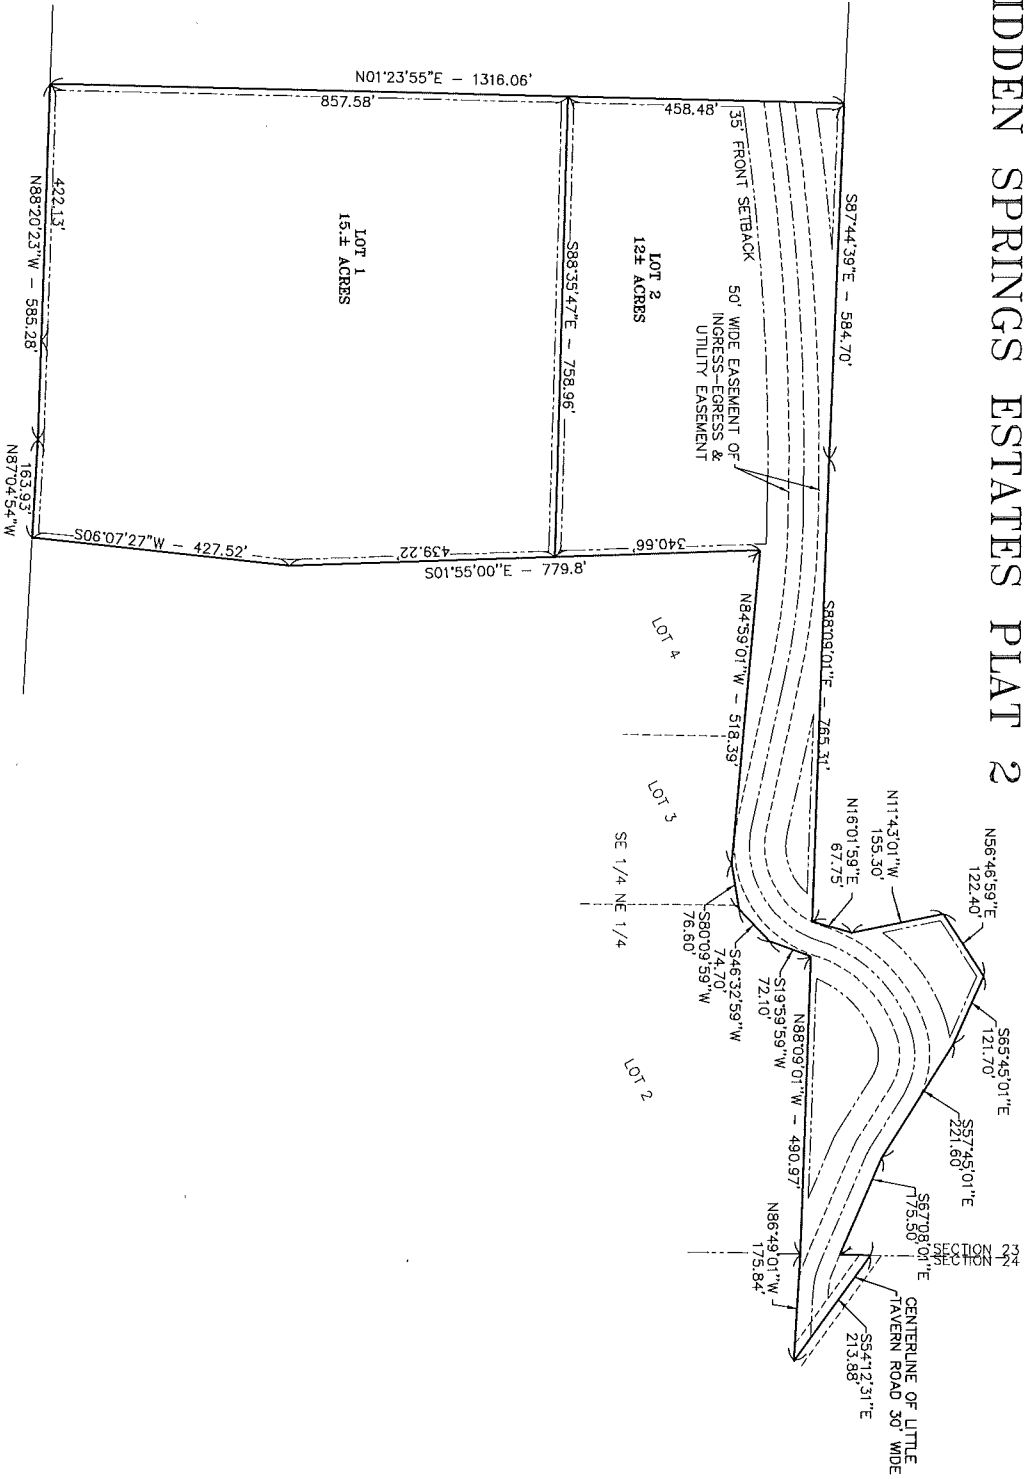 IDDEN SPRINGS ESTATES PLAT 2
N01°23'55"E - 1316.06'
857.58'
458.48'
35' FRONT SETBACK
S87°44'39"E - 584.70'
LOT 2
12± ACRES
LOT 1
15.± ACRES
S88°35'47"E - 758.96'
50' WIDE EASEMENT OF
INGRESS-EGRESS &
UTILITY EASEMENT
422.13'
N88°20'23"W - 585.28'
163.93'
N87°04'54"W
S06°07'27"W - 427.52'
439.22'
S01°55'00"E - 779.8'
340.66'
N84°59'01"W - 518.39'
S88°09'01"E - 765.31'
LOT 4
LOT 3
SE 1/4 NE 1/4
LOT 2
N16°01'59"E
67.75'
N11°43'01"W
155.30'
N56°46'59"E
122.40'
S65°45'01"E
121.70'
S57°45'01"E
221.60'
S67°08'01"E
175.50'
S80°09'59"W
76.60'
S46°32'59"W
74.70'
S19°59'59"W
72.10'
N88°09'01"W - 490.97'
N86°49'01"W
175.84'
SECTION 23
SECTION 24
CENTERLINE OF LITTLE
TAVERN ROAD 30' WIDE
S54°12'31"E
213.88'